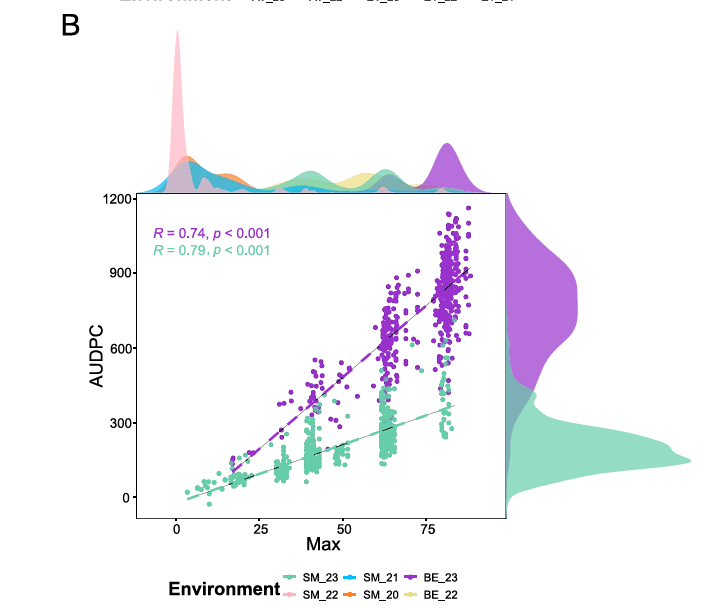 B
1200
R = 0.74, p < 0.001
R = 0.79, p < 0.001
900
AUDPC
600
300
0
0 25 50 75
Max
Environment
SM_23 SM_21 BE_23
SM_22 SM_20 BE_22